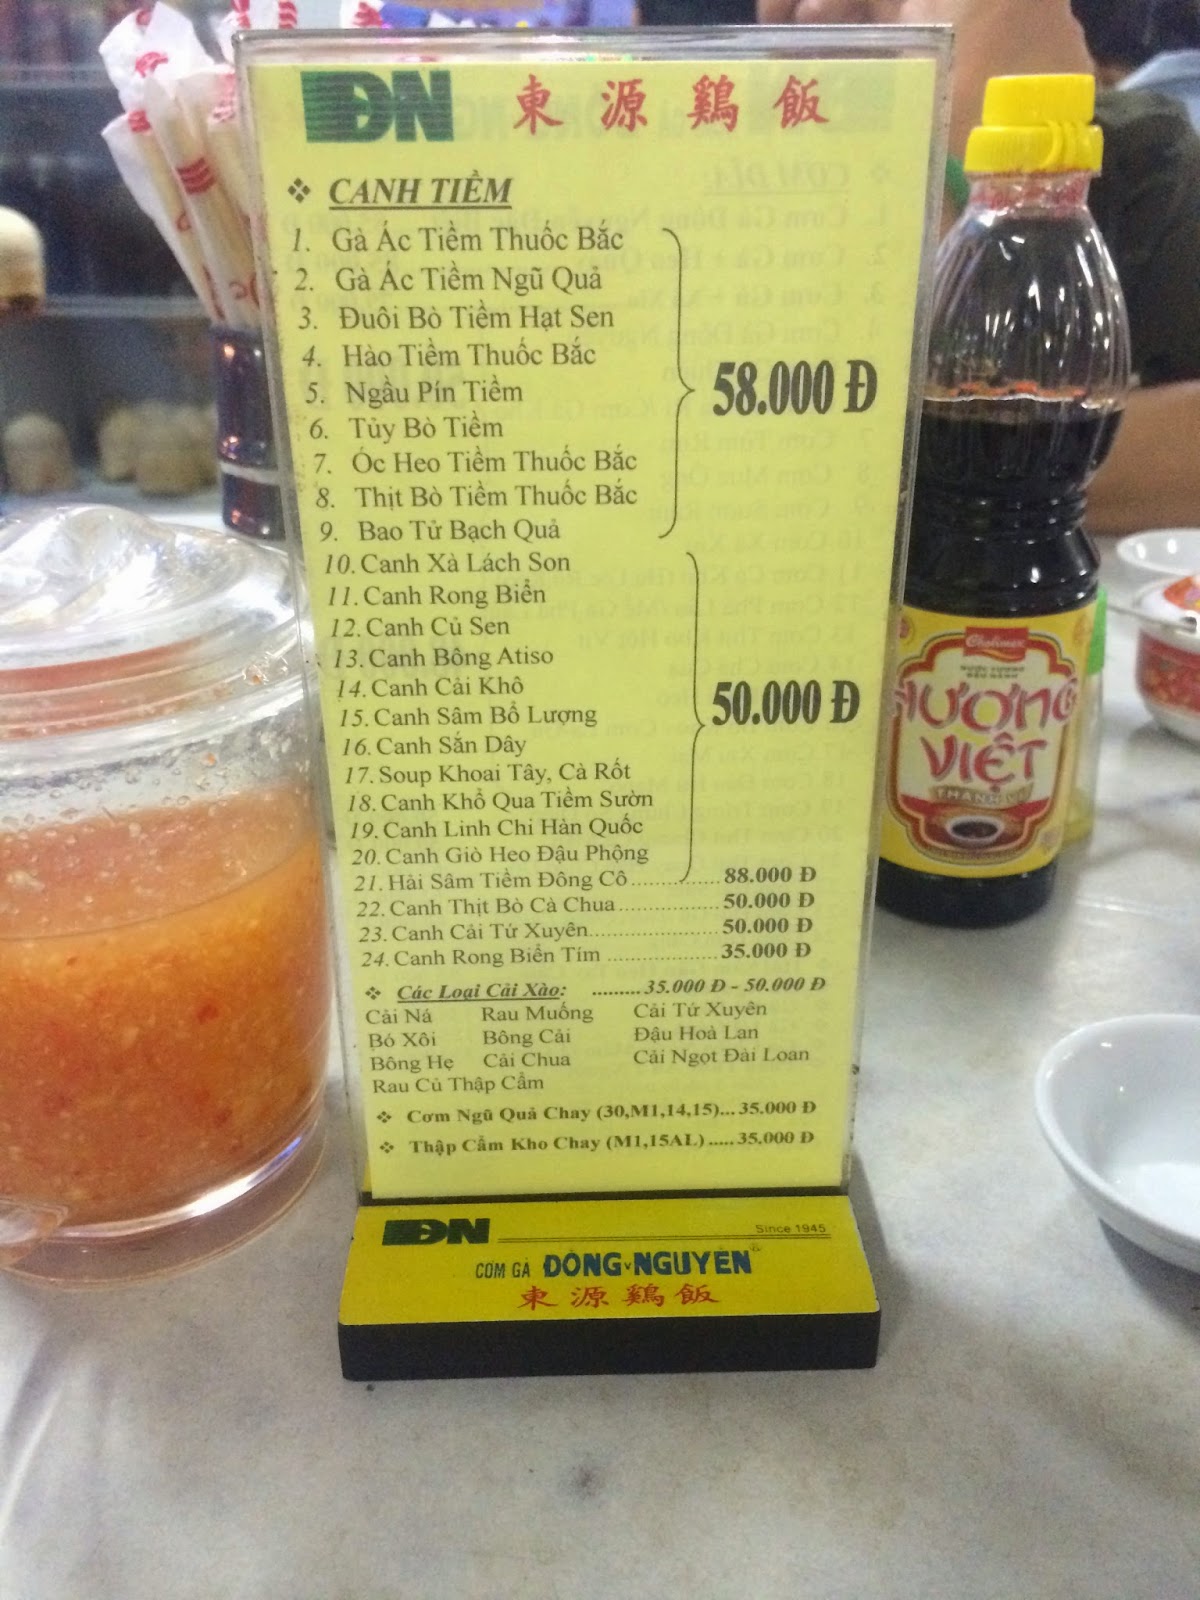 ĐN 東源鷄飯
❖ CANH TIỀM
1. Gà Ác Tiềm Thuốc Bắc
2. Gà Ác Tiềm Ngũ Quả
3. Đuôi Bò Tiềm Hạt Sen
4. Hào Tiềm Thuốc Bắc
5. Ngầu Pín Tiềm
6. Tủy Bò Tiềm
7. Óc Heo Tiềm Thuốc Bắc
8. Thịt Bò Tiềm Thuốc Bắc
9. Bao Tử Bạch Quả
58.000 Đ
10. Canh Xà Lách Son
11. Canh Rong Biển
12. Canh Củ Sen
13. Canh Bông Atiso
14. Canh Cải Khô
15. Canh Sâm Bổ Lượng
16. Canh Sắn Dây
17. Soup Khoai Tây, Cà Rốt
18. Canh Khổ Qua Tiềm Sườn
19. Canh Linh Chi Hàn Quốc
20. Canh Giò Heo Đậu Phộng
50.000 Đ
21. Hải Sâm Tiềm Đông Cô ............... 88.000 Đ
22. Canh Thịt Bò Cà Chua ................. 50.000 Đ
23. Canh Cải Tứ Xuyên ...................... 50.000 Đ
24. Canh Rong Biển Tím ................... 35.000 Đ
❖ Các Loại Cải Xào: ......... 35.000 Đ - 50.000 Đ
Cải Ná Rau Muống Cải Tứ Xuyên
Bó Xôi Bông Cải Đậu Hoà Lan
Bông Hẹ Cải Chua Cải Ngọt Đài Loan
Rau Củ Thập Cẩm
❖ Cơm Ngũ Quả Chay (30,M1,14,15)... 35.000 Đ
❖ Thập Cẩm Kho Chay (M1,15AL) ..... 35.000 Đ
ĐN Since 1945
CƠM GÀ ĐÔNG NGUYÊN®
東源鷄飯
Cholimex
NƯỚC TƯƠNG
ĐẬU NÀNH
HƯƠNG
VIỆT
THANH VỊ